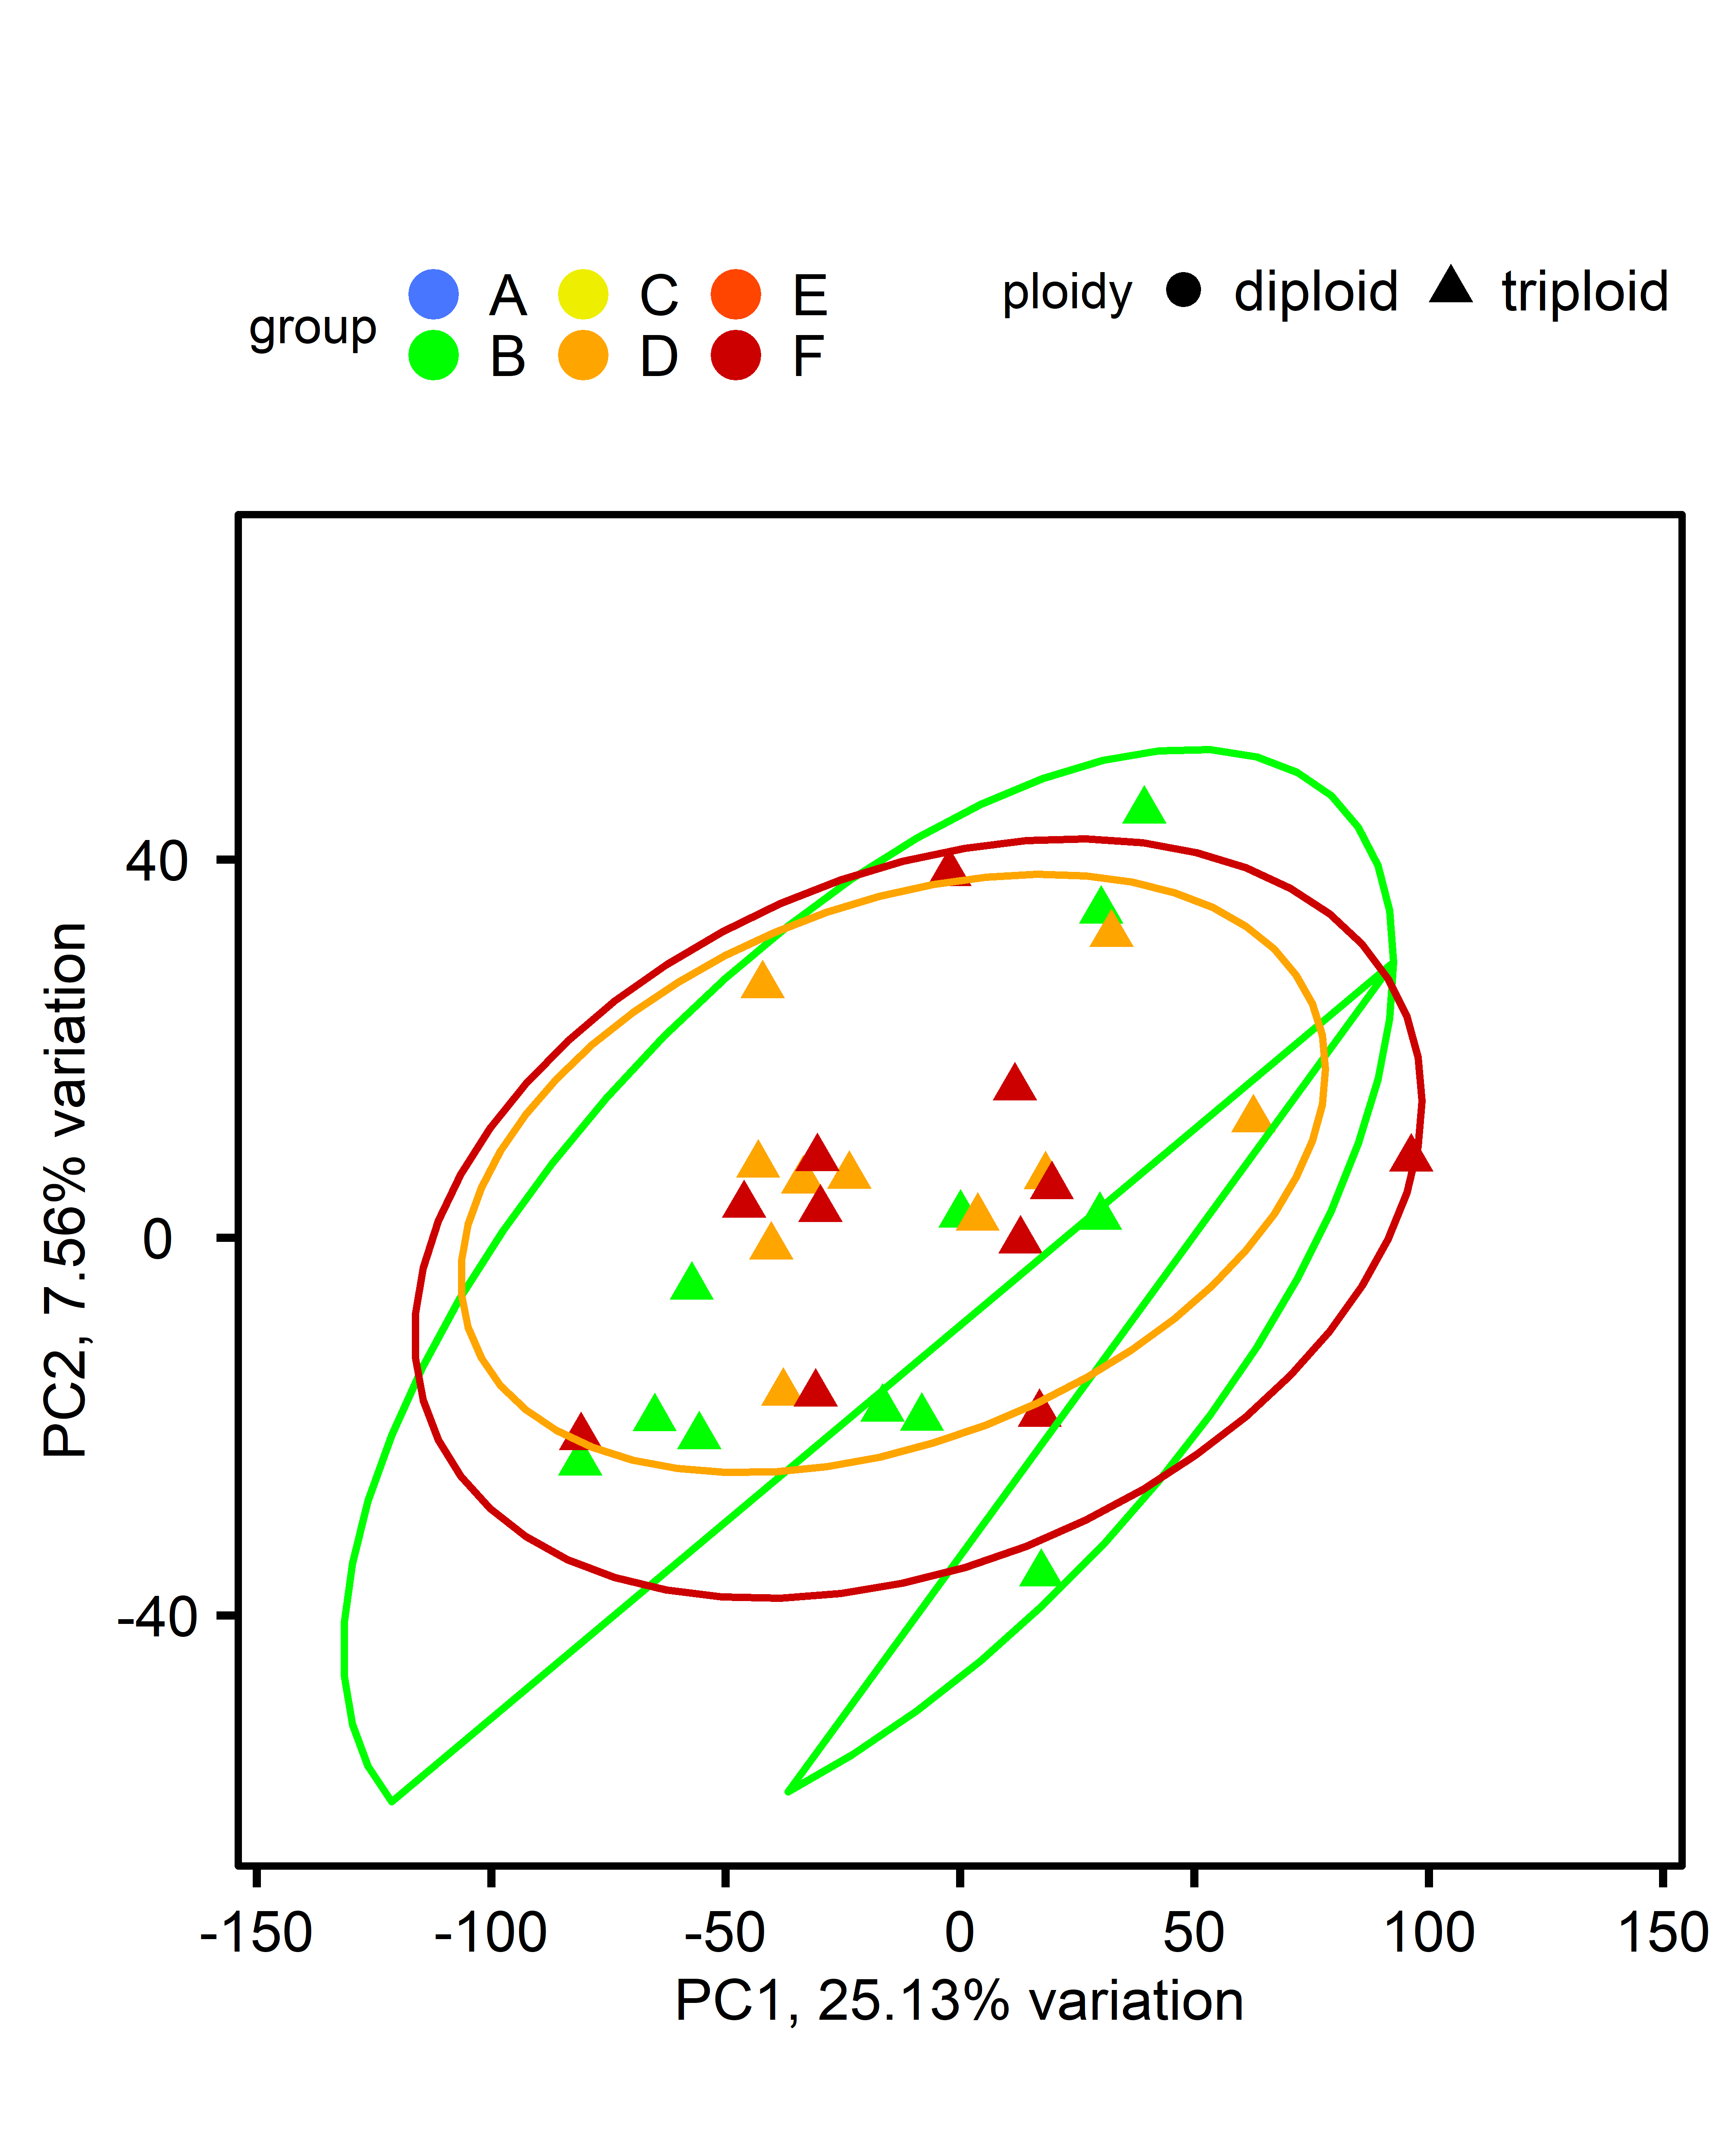 group
A C E
B D F
ploidy diploid triploid
PC2, 7.56% variation
40
0
-40
-150 -100 -50 0 50 100 150
PC1, 25.13% variation